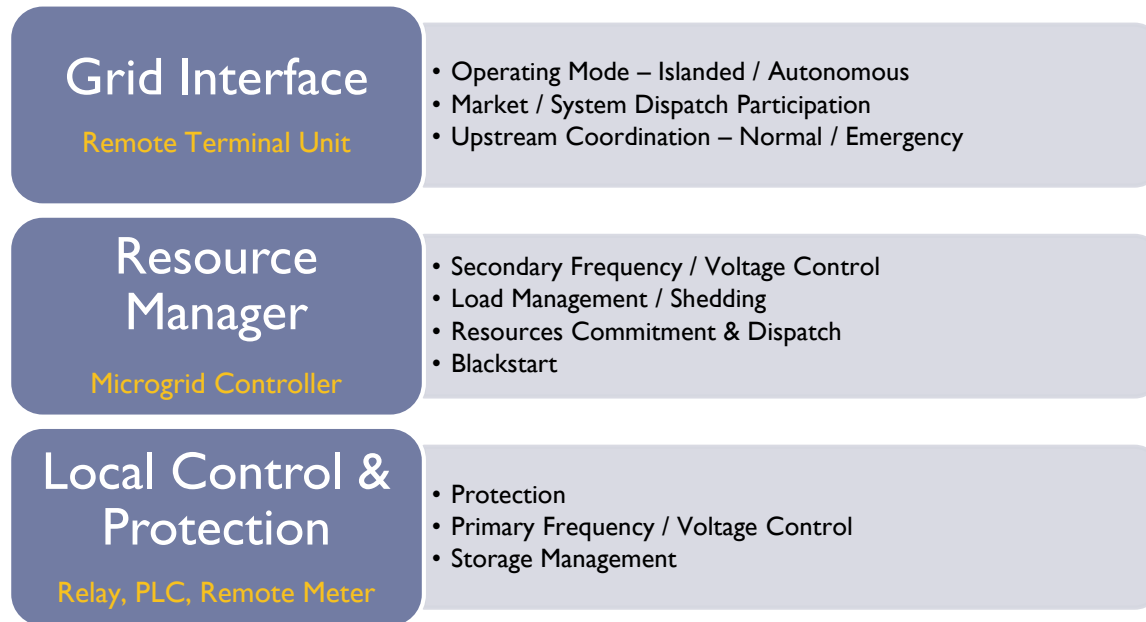 Grid Interface
Remote Terminal Unit
• Operating Mode – Islanded / Autonomous
• Market / System Dispatch Participation
• Upstream Coordination – Normal / Emergency
Resource
Manager
Microgrid Controller
• Secondary Frequency / Voltage Control
• Load Management / Shedding
• Resources Commitment & Dispatch
• Blackstart
Local Control &
Protection
Relay, PLC, Remote Meter
• Protection
• Primary Frequency / Voltage Control
• Storage Management